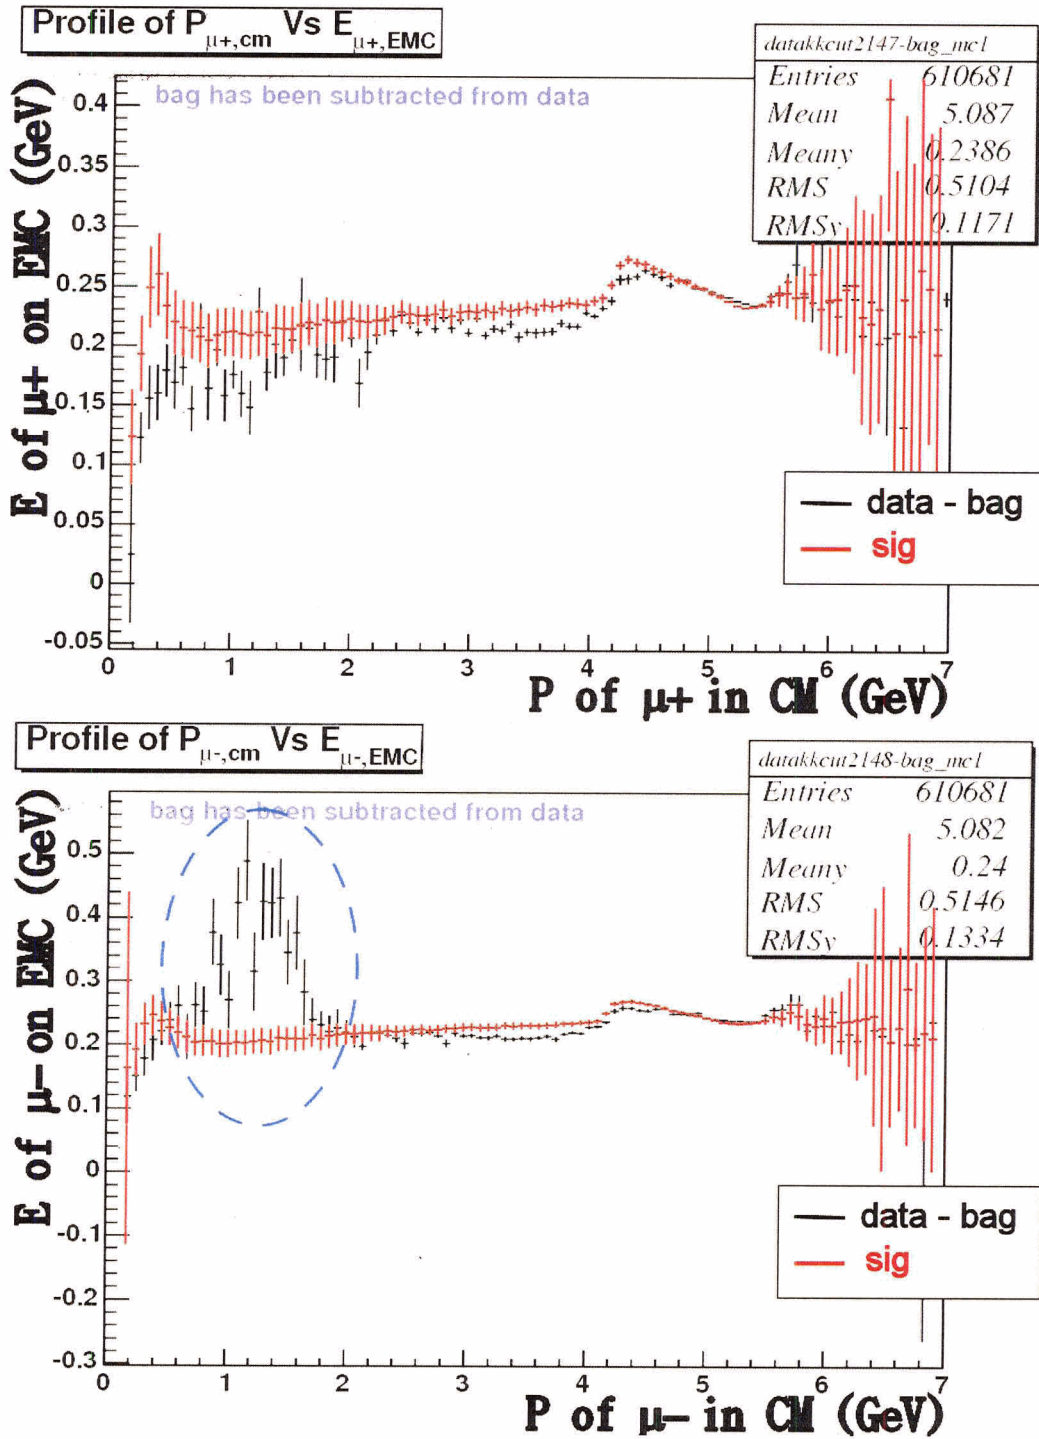 Profile of Pμ+,cm Vs Eμ+,EMC
bag has been subtracted from data
datakkcut2147-bag_mc1
Entries 610681
Mean 5.087
Meany 0.2386
RMS 0.5104
RMSy 0.1171
E of μ+ on EMC (GeV)
0.4
0.35
0.3
0.25
0.2
0.15
0.1
0.05
0
-0.05
data - bag
sig
0 1 2 3 4 5 6 7
P of μ+ in CM (GeV)
Profile of Pμ-,cm Vs Eμ-,EMC
bag has been subtracted from data
datakkcut2148-bag_mc1
Entries 610681
Mean 5.082
Meany 0.24
RMS 0.5146
RMSy 0.1334
E of μ- on EMC (GeV)
0.5
0.4
0.3
0.2
0.1
0
-0.1
-0.2
-0.3
data - bag
sig
0 1 2 3 4 5 6 7
P of μ- in CM (GeV)